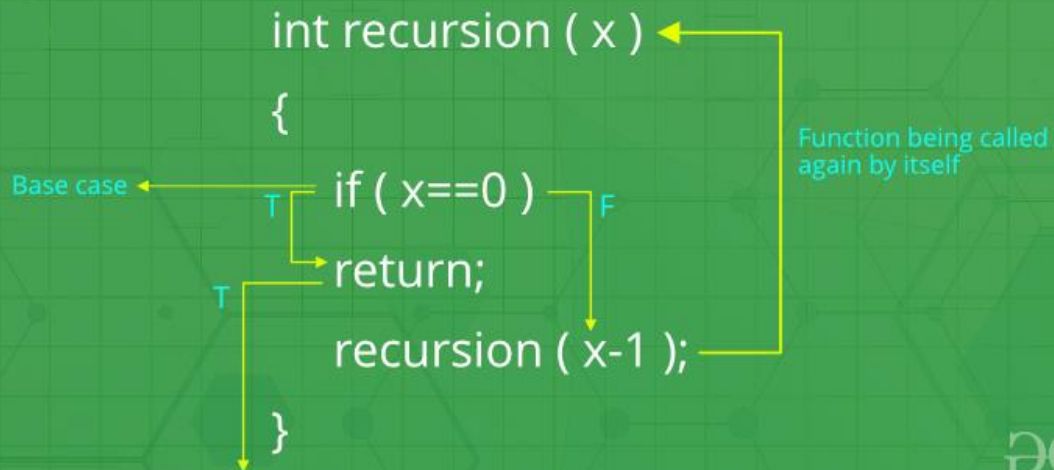 int recursion ( x )
{
Function being called
again by itself
Base case
if ( x==0 )
T
F
return;
T
recursion ( x-1 );
}